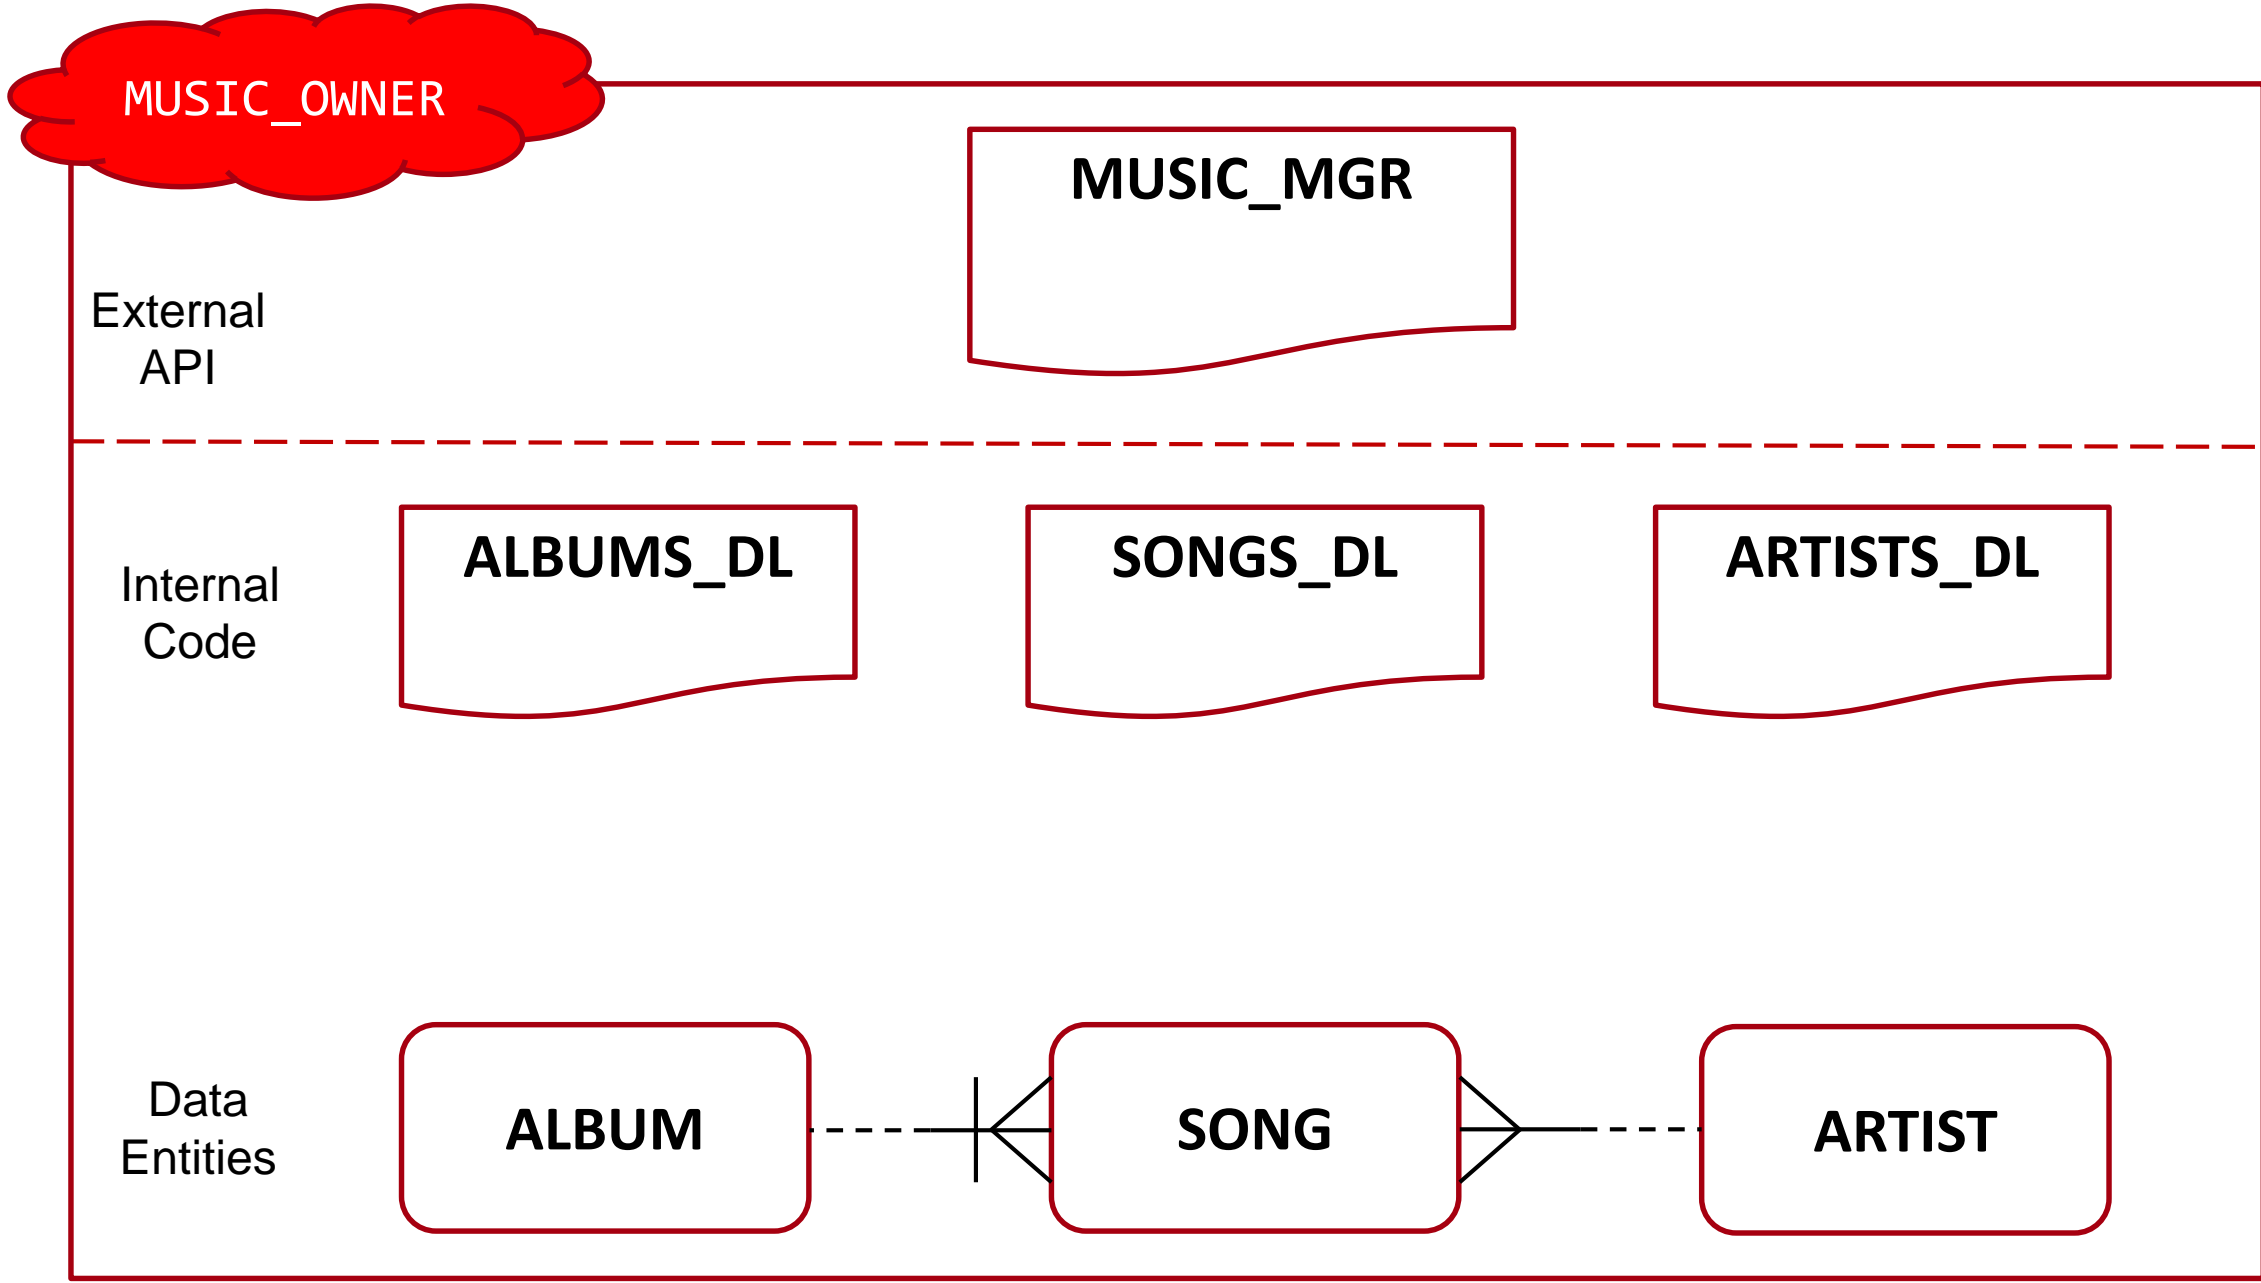 MUSIC_OWNER
MUSIC_MGR
External
API
ALBUMS_DL
SONGS_DL
ARTISTS_DL
Internal
Code
Data
Entities
ALBUM
SONG
ARTIST